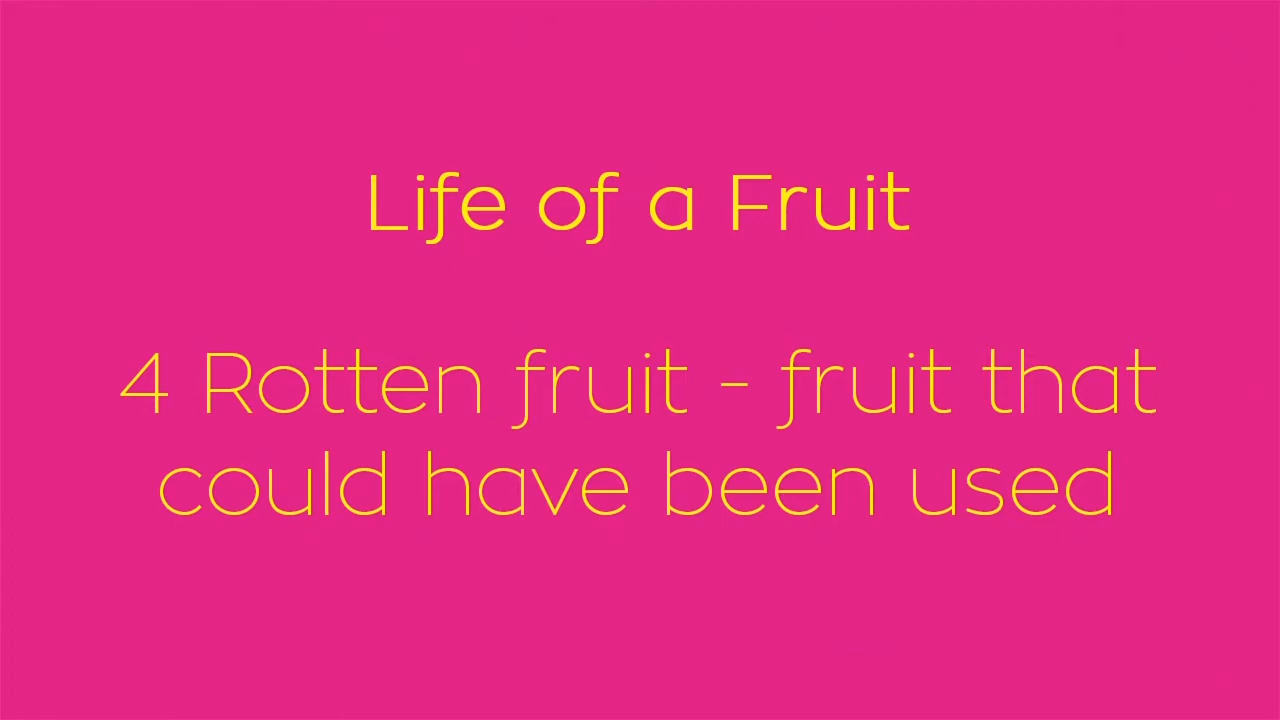 Life of a Fruit
4 Rotten fruit - fruit that
could have been used